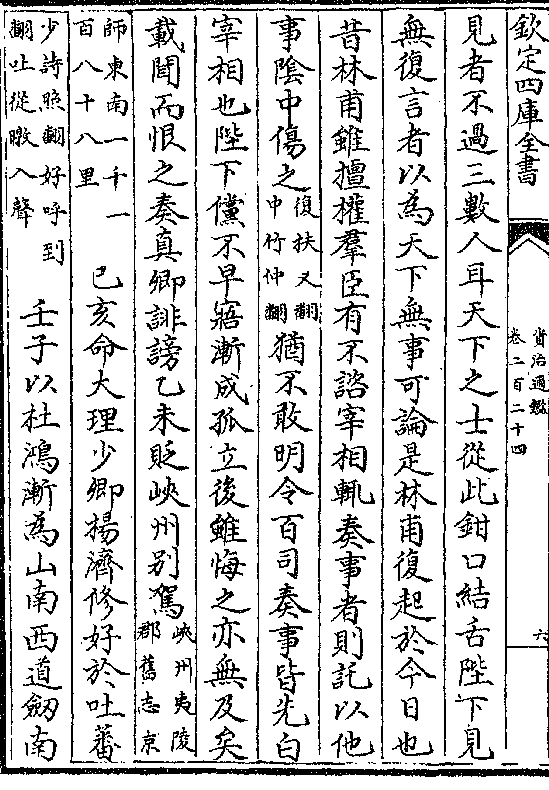 欽定四庫全書
資治通鑑
卷二百二十四
六
見者不過三數人耳天下之士從此鉗口結舌陛下見
無復言者以為天下無事可論是林甫復起於今日也
昔林甫雖擅權羣臣有不諮宰相輒奏事者則託以他
事陰中傷之復扶又翻中竹仲翻猶不敢明令百司奏事皆先白
宰相也陛下儻不早寤漸成孤立後雖悔之亦無及矣
載聞而恨之奏真卿誹謗乙未貶峽州别駕峽州夷陵郡舊志京
師東南一千一百八十八里己亥命大理少卿楊濟修好於吐蕃
少詩照翻好呼到翻吐從暾入聲壬子以杜鴻漸為山南西道劔南